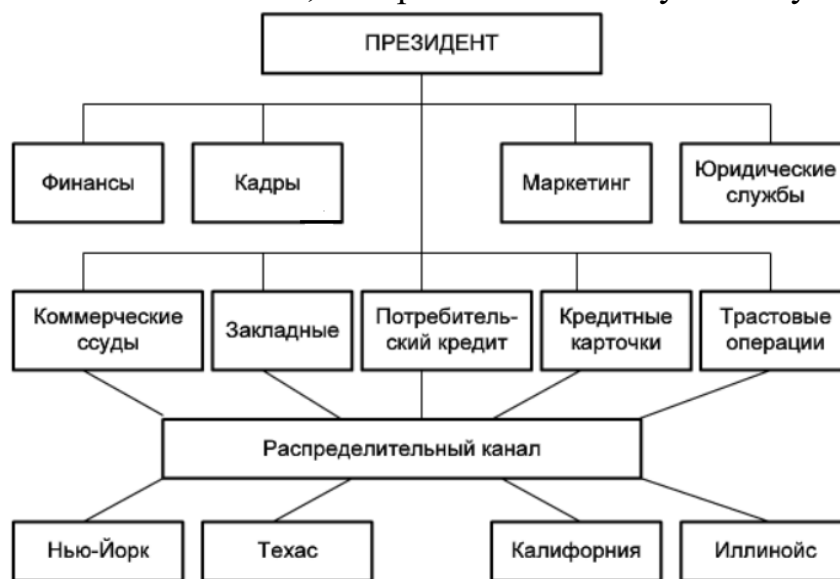 ПРЕЗИДЕНТ
Финансы
Кадры
Маркетинг
Юридические
службы
Коммерческие
ссуды
Закладные
Потребитель-
ский кредит
Кредитные
карточки
Трастовые
операции
Распределительный канал
Нью-Йорк
Техас
Калифорния
Иллинойс